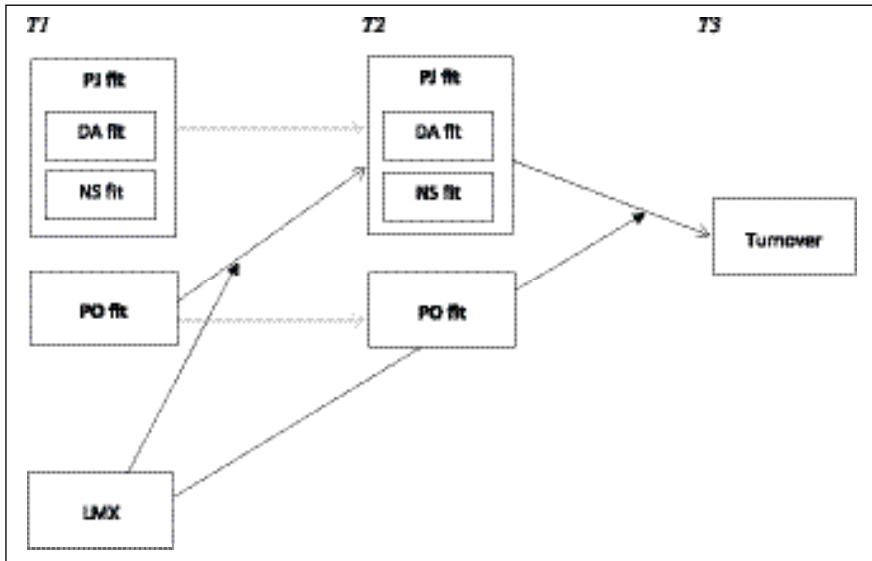 T1 T2 T3
PJ fit
DA fit
NS fit
PO fit
LMX
PJ fit
DA fit
NS fit
PO fit
Turnover